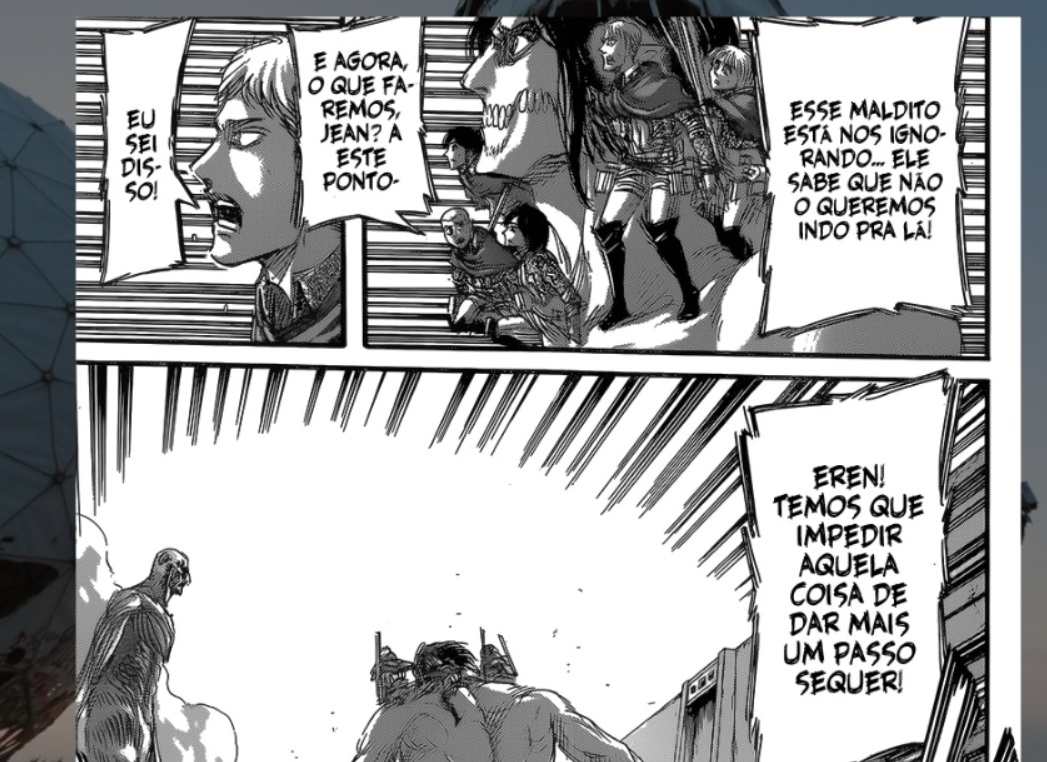 ESSE MALDITO
ESTÁ NOS IGNO-
RANDO... ELE
SABE QUE NÃO
O QUEREMOS
INDO PRA LÁ!
E AGORA,
O QUE FA-
REMOS,
JEAN? A
ESTE
PONTO-
EU
SEI
DIS-
SO!
EREN!
TEMOS QUE
IMPEDIR
AQUELA
COISA DE
DAR MAIS
UM PASSO
SEQUER!